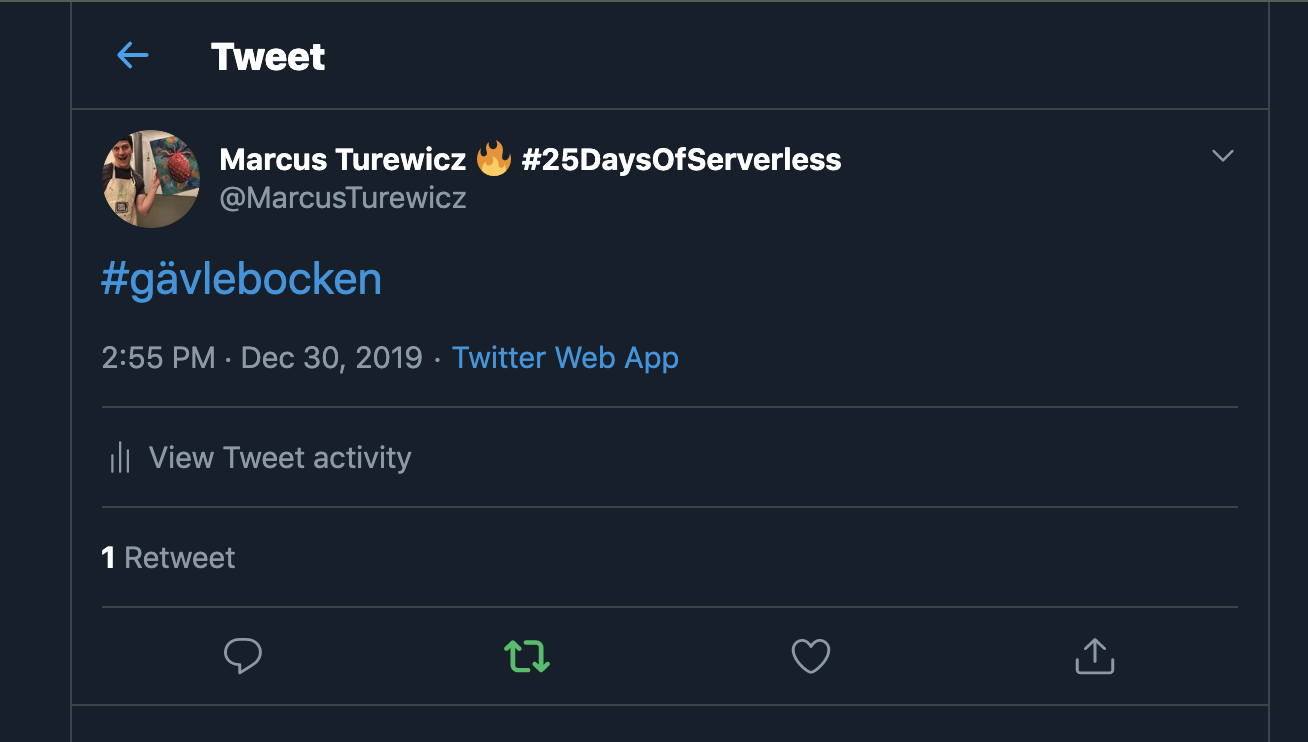 Tweet
Marcus Turewicz 🔥 #25DaysOfServerless
@MarcusTurewicz
#gävlebocken
2:55 PM · Dec 30, 2019 · Twitter Web App
View Tweet activity
1 Retweet